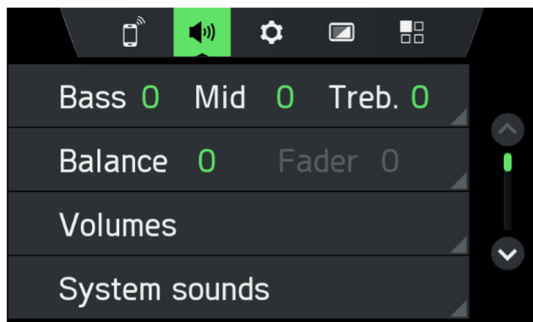 Bass 0 Mid 0 Treb. 0
Balance 0 Fader 0
Volumes
System sounds